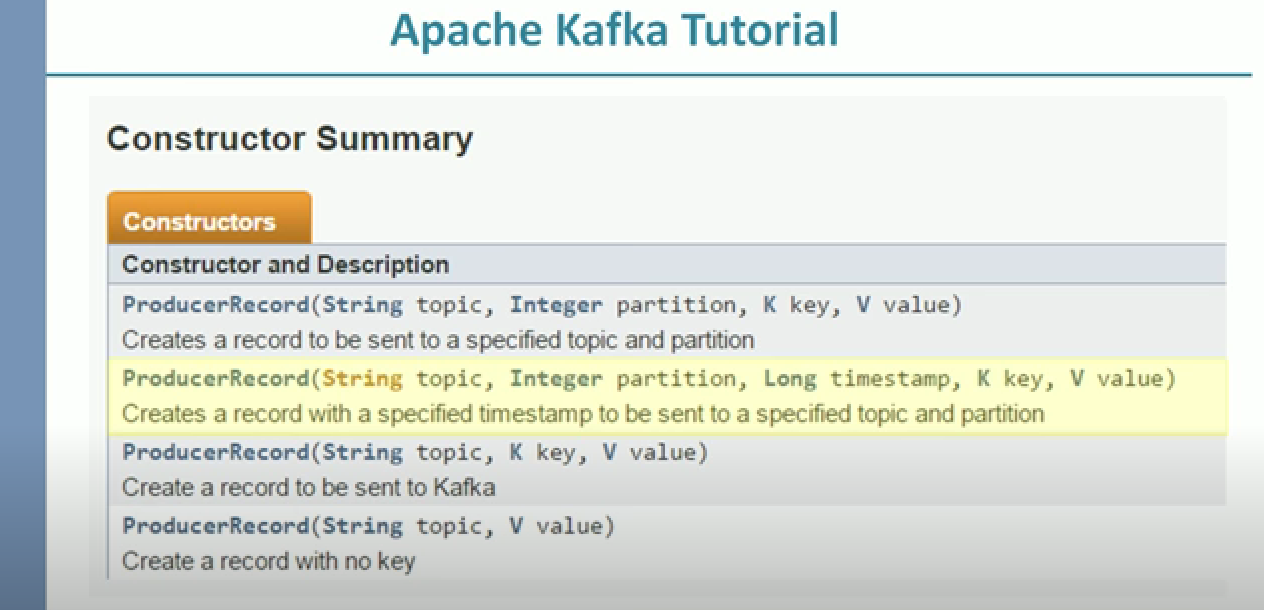 Apache Kafka Tutorial
Constructor Summary
Constructors
Constructor and Description
ProducerRecord(String topic, Integer partition, K key, V value)
Creates a record to be sent to a specified topic and partition
ProducerRecord(String topic, Integer partition, Long timestamp, K key, V value)
Creates a record with a specified timestamp to be sent to a specified topic and partition
ProducerRecord(String topic, K key, V value)
Create a record to be sent to Kafka
ProducerRecord(String topic, V value)
Create a record with no key